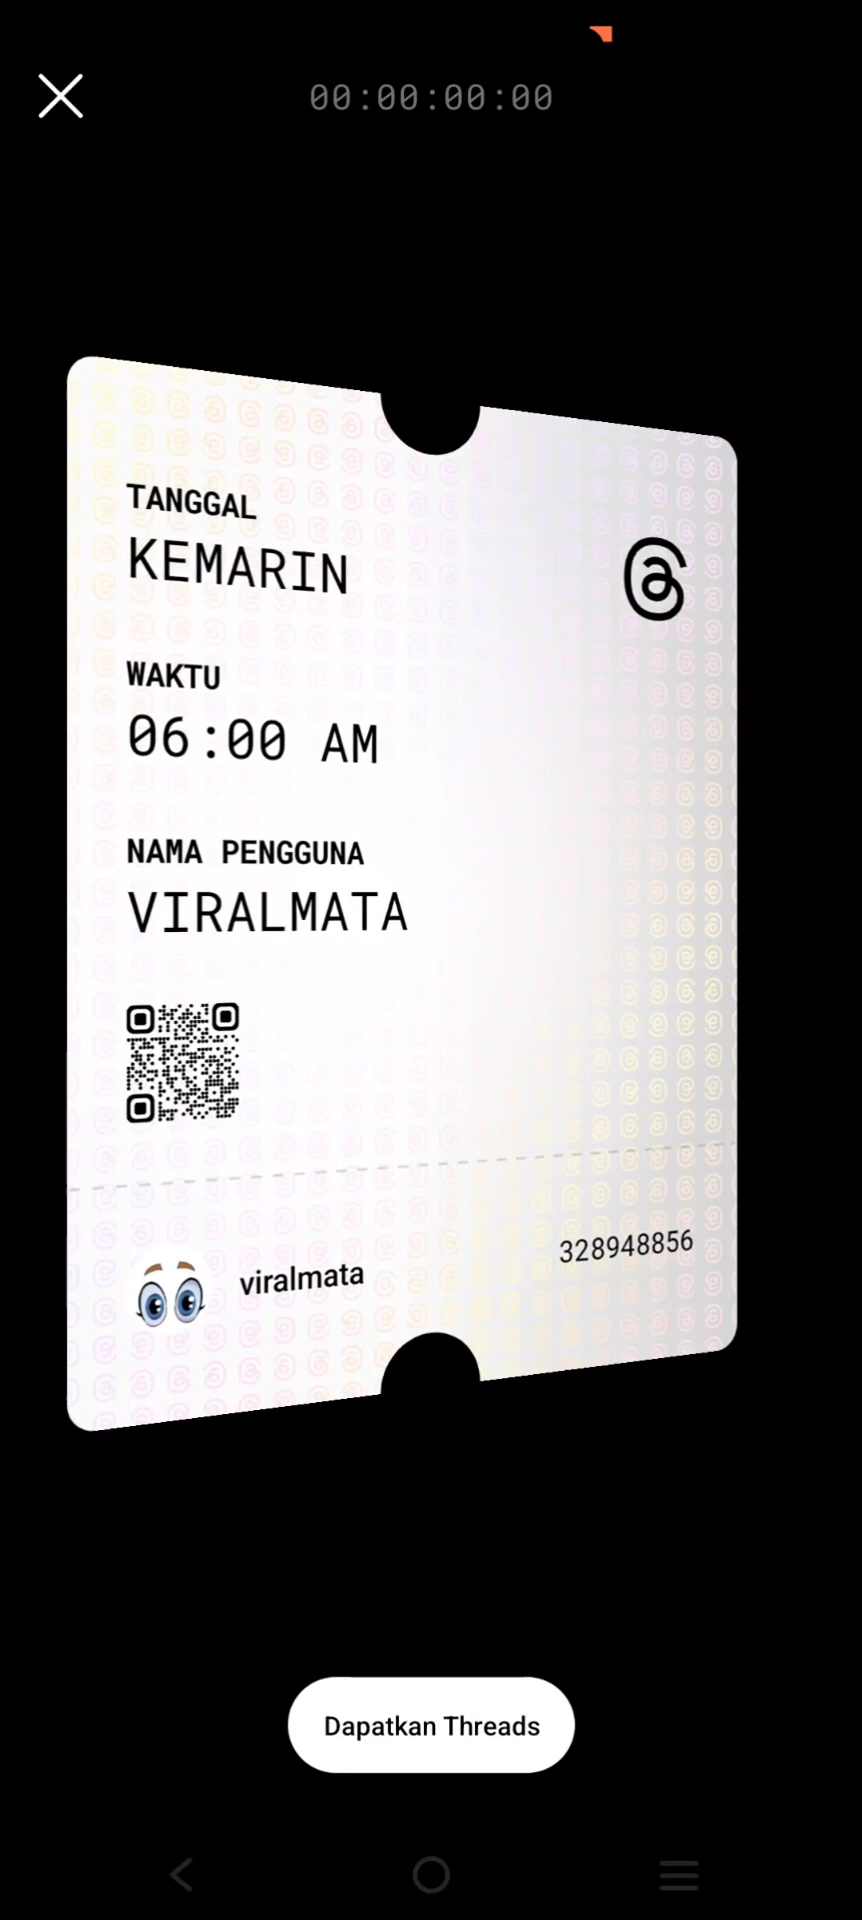 00:00:00:00
TANGGAL
KEMARIN
WAKTU
06:00 AM
NAMA PENGGUNA
VIRALMATA
viralmata
328948856
Dapatkan Threads